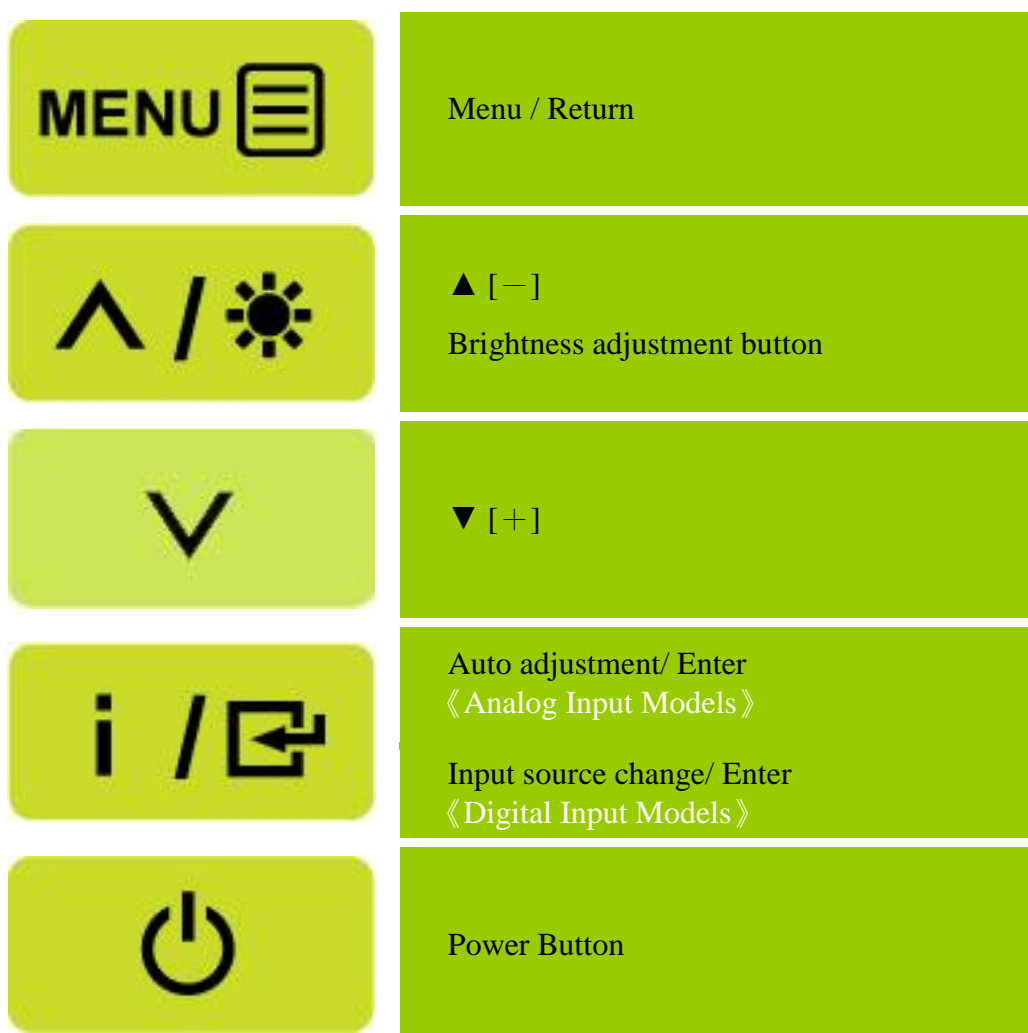 MENU
Menu / Return
/
▲ [－]
Brightness adjustment button
▼ [＋]
i /
Auto adjustment/ Enter
《Analog Input Models》
Input source change/ Enter
《Digital Input Models》
Power Button